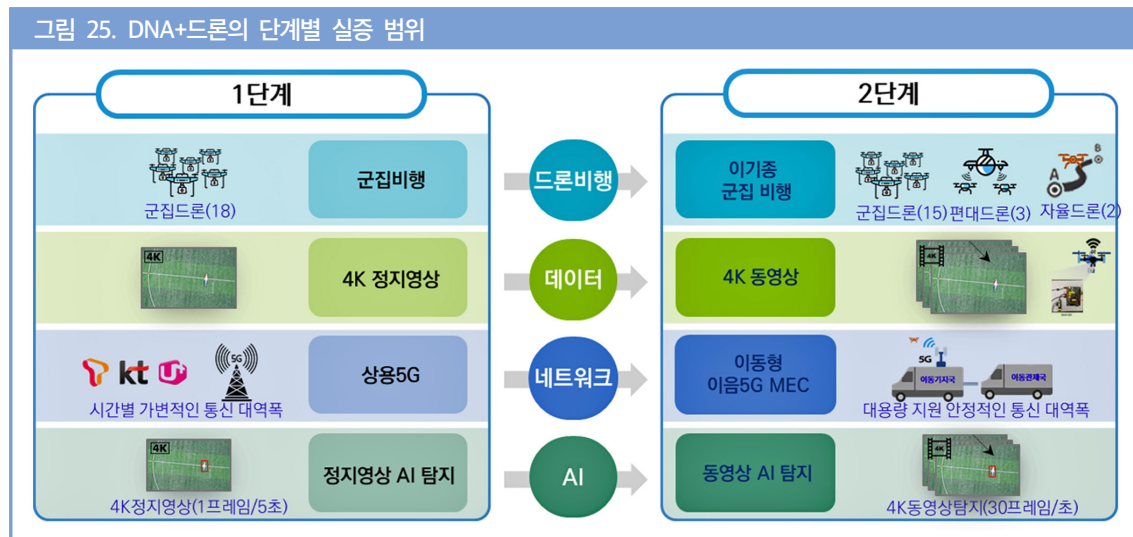 그림 25. DNA+드론의 단계별 실증 범위
1단계
2단계
군집드론(18)
군집비행
드론비행
이기종
군집 비행
군집드론(15) 편대드론(3) 자율드론(2)
A
B
4K
4K 정지영상
데이터
4K 동영상
4K
kt
U+
5G
시간별 가변적인 통신 대역폭
상용5G
네트워크
이동형
이음5G MEC
5G
이동기지국
이동관제국
대용량 지원 안정적인 통신 대역폭
4K
4K정지영상(1프레임/5초)
정지영상 AI 탐지
AI
동영상 AI 탐지
4K
4K동영상탐지(30프레임/초)